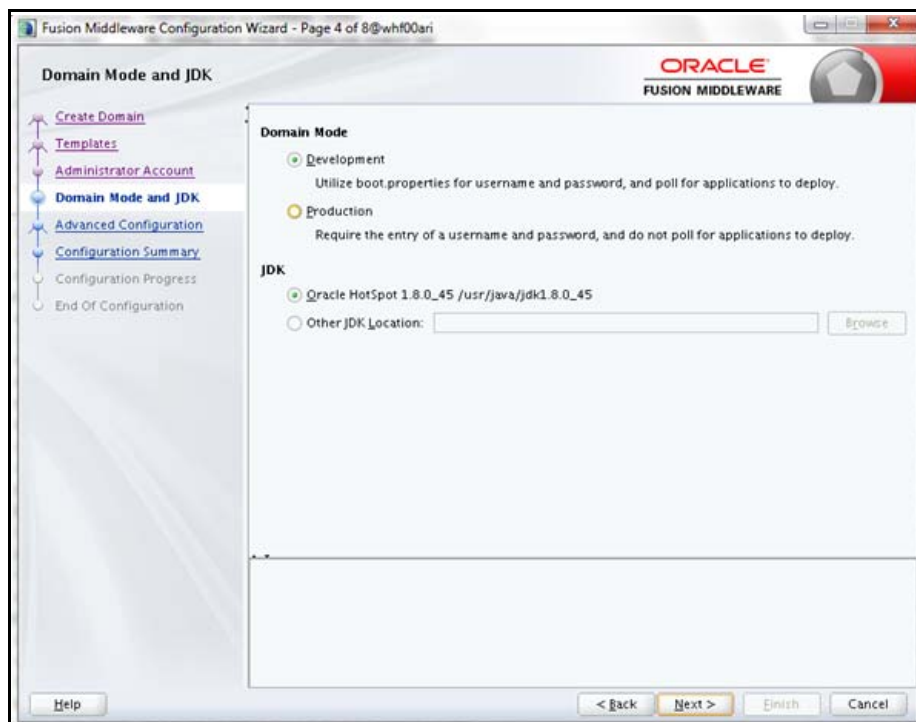 Fusion Middleware Configuration Wizard - Page 4 of 8@whf00ari
Domain Mode and JDK
ORACLE
FUSION MIDDLEWARE
Create Domain
Templates
Administrator Account
Domain Mode and JDK
Advanced Configuration
Configuration Summary
Configuration Progress
End Of Configuration
Domain Mode
Development
Utilize boot.properties for username and password, and poll for applications to deploy.
Production
Require the entry of a username and password, and do not poll for applications to deploy.
JDK
Oracle HotSpot 1.8.0_45 /usr/java/jdk1.8.0_45
Other JDK Location:
Browse
Help
< Back
Next >
Finish
Cancel